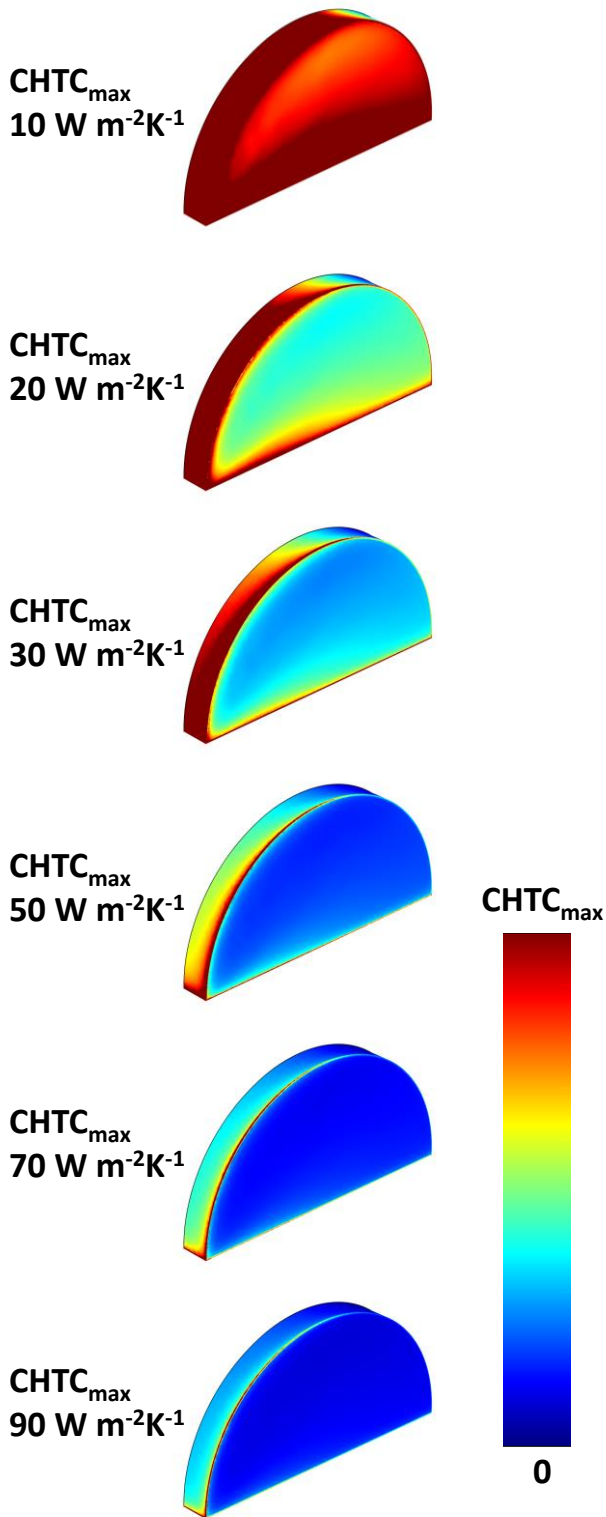 CHTCmax
10 W m-2K-1
CHTCmax
20 W m-2K-1
CHTCmax
30 W m-2K-1
CHTCmax
50 W m-2K-1
CHTCmax
CHTCmax
70 W m-2K-1
CHTCmax
90 W m-2K-1
0